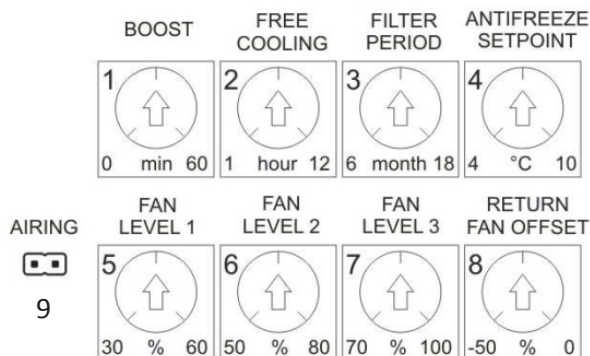 BOOST
FREE COOLING
FILTER PERIOD
ANTIFREEZE SETPOINT
1 2 3 4
0 min 60 1 hour 12 6 month 18 4 °C 10
AIRING
FAN LEVEL 1
FAN LEVEL 2
FAN LEVEL 3
RETURN FAN OFFSET
5 6 7 8
9
30 % 60 50 % 80 70 % 100 -50 % 0